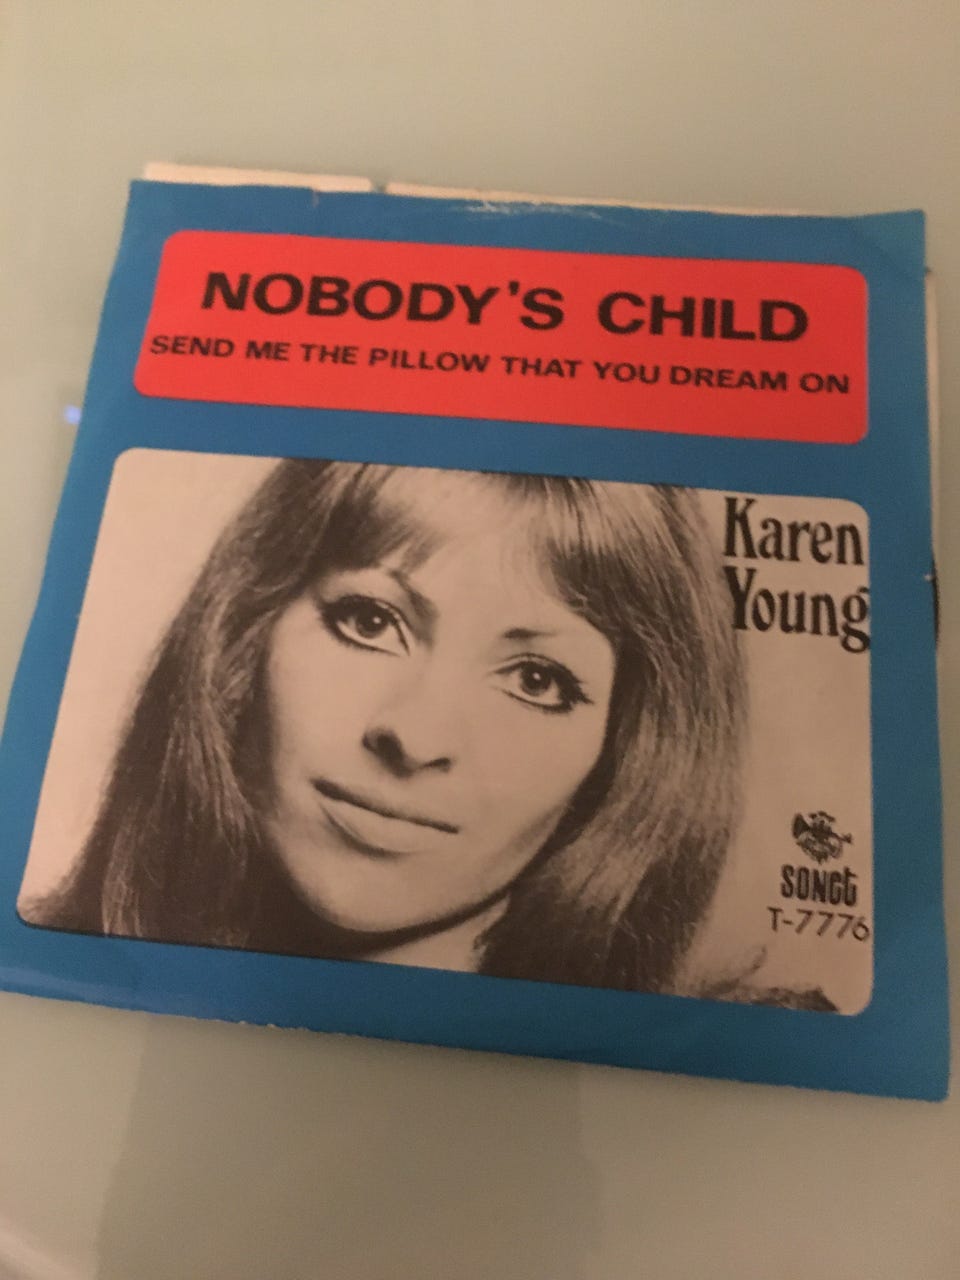 NOBODY'S CHILD
SEND ME THE PILLOW THAT YOU DREAM ON
Karen
Young
SONET
T-7776